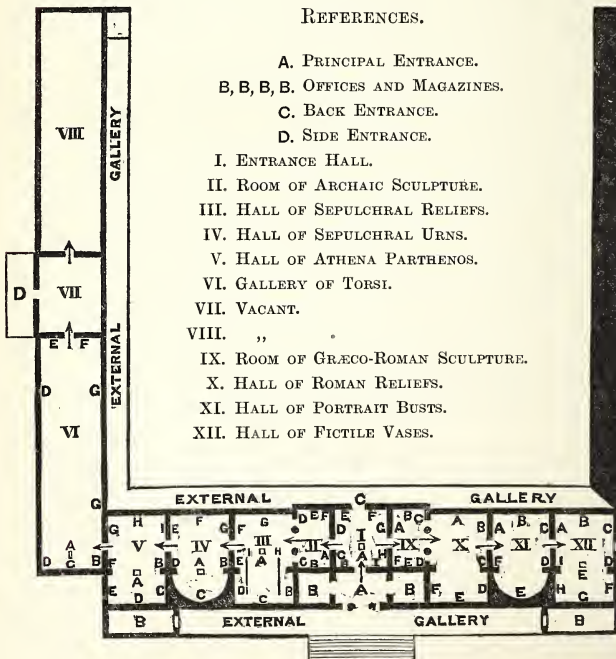 REFERENCES.
A. PRINCIPAL ENTRANCE.
B, B, B, B. OFFICES AND MAGAZINES.
C. BACK ENTRANCE.
D. SIDE ENTRANCE.
I. ENTRANCE HALL.
II. ROOM OF ARCHAIC SCULPTURE.
III. HALL OF SEPULCHRAL RELIEFS.
IV. HALL OF SEPULCHRAL URNS.
V. HALL OF ATHENA PARTHENOS.
VI. GALLERY OF TORSI.
VII. VACANT.
VIII. ,,
IX. ROOM OF GRÆCO-ROMAN SCULPTURE.
X. HALL OF ROMAN RELIEFS.
XI. HALL OF PORTRAIT BUSTS.
XII. HALL OF FICTILE VASES.
VIII
GALLERY
D
VII
EXTERNAL
E F
D G
VI
G
EXTERNAL C GALLERY
D A C B
G H I F B E A D C
V
E F G D A B C
IV
F G E D C H B
III
D E F C B
II
E F G D C B A H
I
A B C F E D
IX
A B C F E D
X
A B C F D E
XI
A B C D H E I G F
XII
B B A
B EXTERNAL GALLERY B